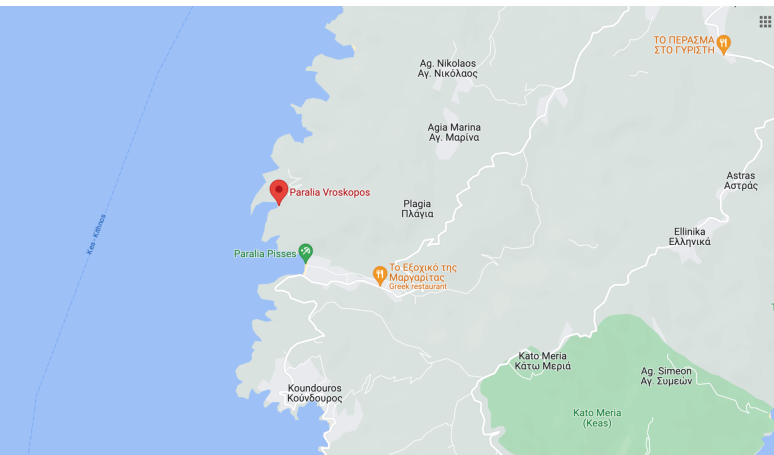 ΤΟ ΠΕΡΑΣΜΑ
ΣΤΟ ΓΥΡΙΣΤΗ
Ag. Nikolaos
Αγ. Νικόλαος
Agia Marina
Αγ. Μαρίνα
Astras
Αστράς
Paralia Vroskopos
Plagia
Πλάγια
Ellinika
Ελληνικά
Kea - Kithnos
Paralia Pisses
Το Εξοχικό της
Μαργαρίτας
Greek restaurant
Kato Meria
Κάτω Μεριά
Ag. Simeon
Αγ. Συμεών
Koundouros
Κούνδουρος
Kato Meria
(Keas)